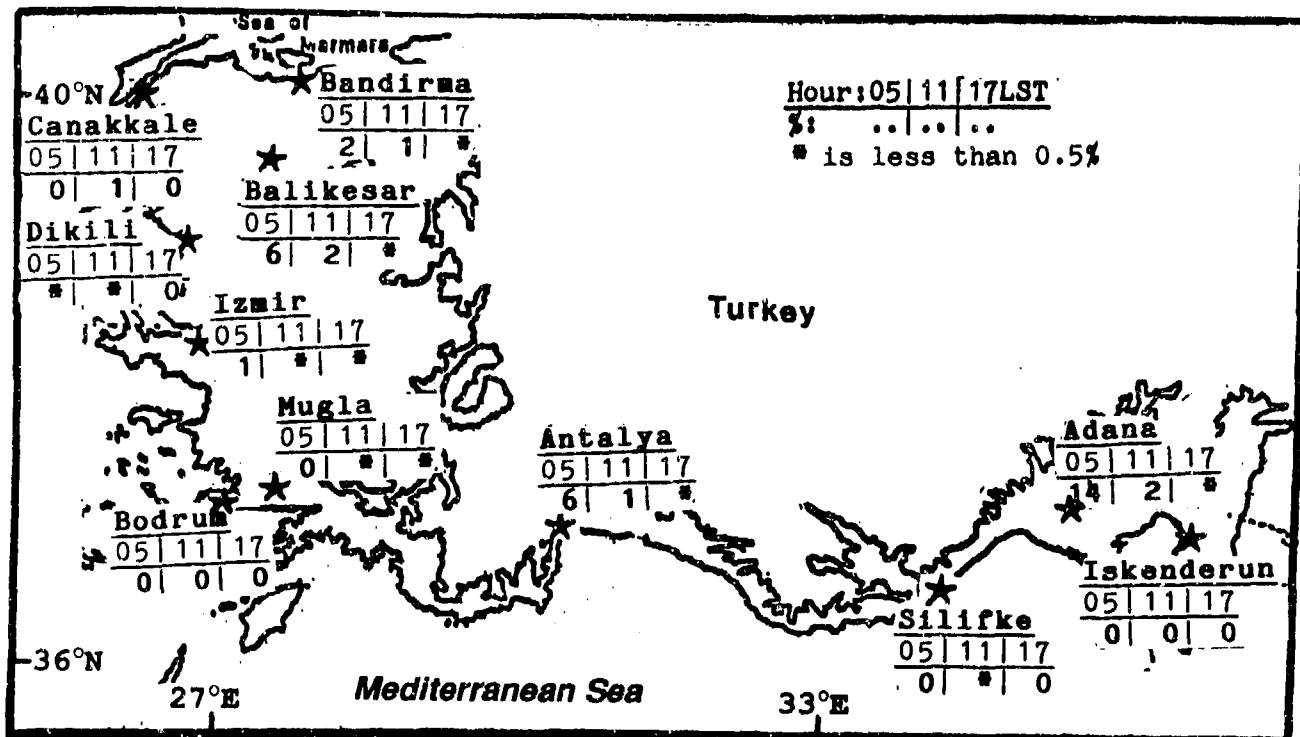 Sea of
Marmara
40°N
Bandirma
05|11|17
2|1|*
Hour:05|11|17LST
%: ..|..|..
* is less than 0.5%
Canakkale
05|11|17
0|1|0
Balikesar
05|11|17
6|2|*
Dikili
05|11|17
*|*|0
Izmir
05|11|17
1|*|*
Turkey
Mugla
05|11|17
0|*|*
Antalya
05|11|17
6|1|*
Adana
05|11|17
14|2|*
Bodrum
05|11|17
0|0|0
Iskenderun
05|11|17
0|0|0
Silifke
05|11|17
0|*|0
36°N
27°E
Mediterranean Sea
33°E